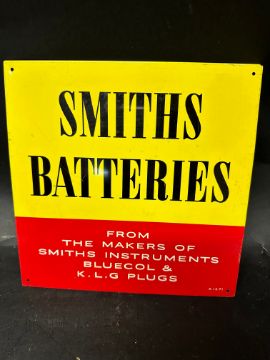 SMITHS
BATTERIES
FROM
THE MAKERS OF
SMITHS INSTRUMENTS
BLUECOL &
K.L.G PLUGS